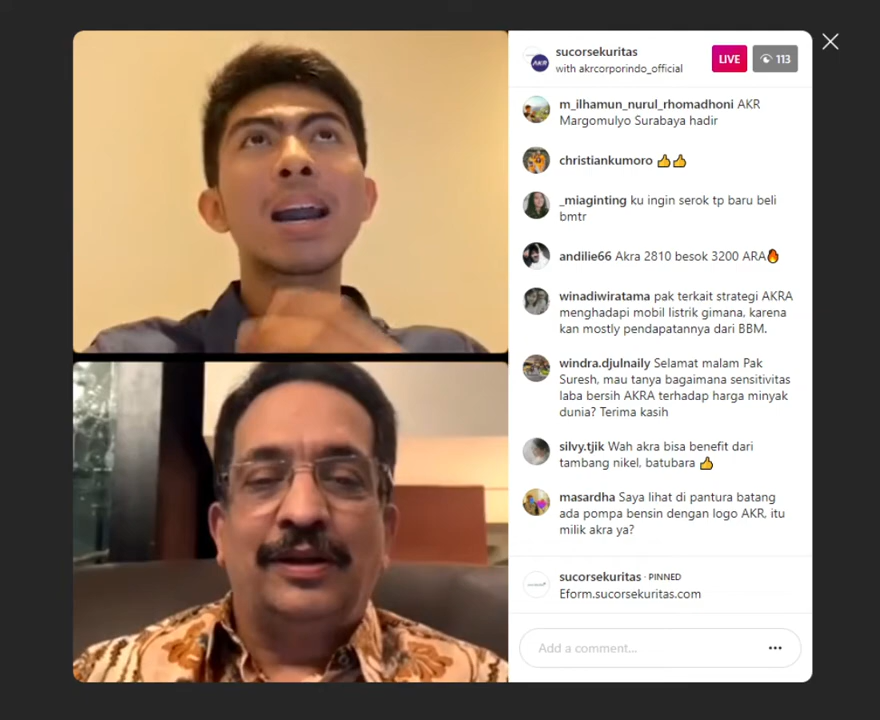 sucorsekuritas
with akrcorporindo_official
LIVE
113
AKR
m_ilhamun_nurul_rhomadhoni AKR
Margomulyo Surabaya hadir
christiankumoro 👍👍
_miaginting ku ingin serok tp baru beli
bmtr
andilie66 Akra 2810 besok 3200 ARA🔥
winadiwiratama pak terkait strategi AKRA
menghadapi mobil listrik gimana, karena
kan mostly pendapatannya dari BBM.
windra.djulnaily Selamat malam Pak
Suresh, mau tanya bagaimana sensitivitas
laba bersih AKRA terhadap harga minyak
dunia? Terima kasih
silvy.tjik Wah akra bisa benefit dari
tambang nikel, batubara 👍
masardha Saya lihat di pantura batang
ada pompa bensin dengan logo AKR, itu
milik akra ya?
sucorsekuritas · PINNED
Eform.sucorsekuritas.com
Add a comment...